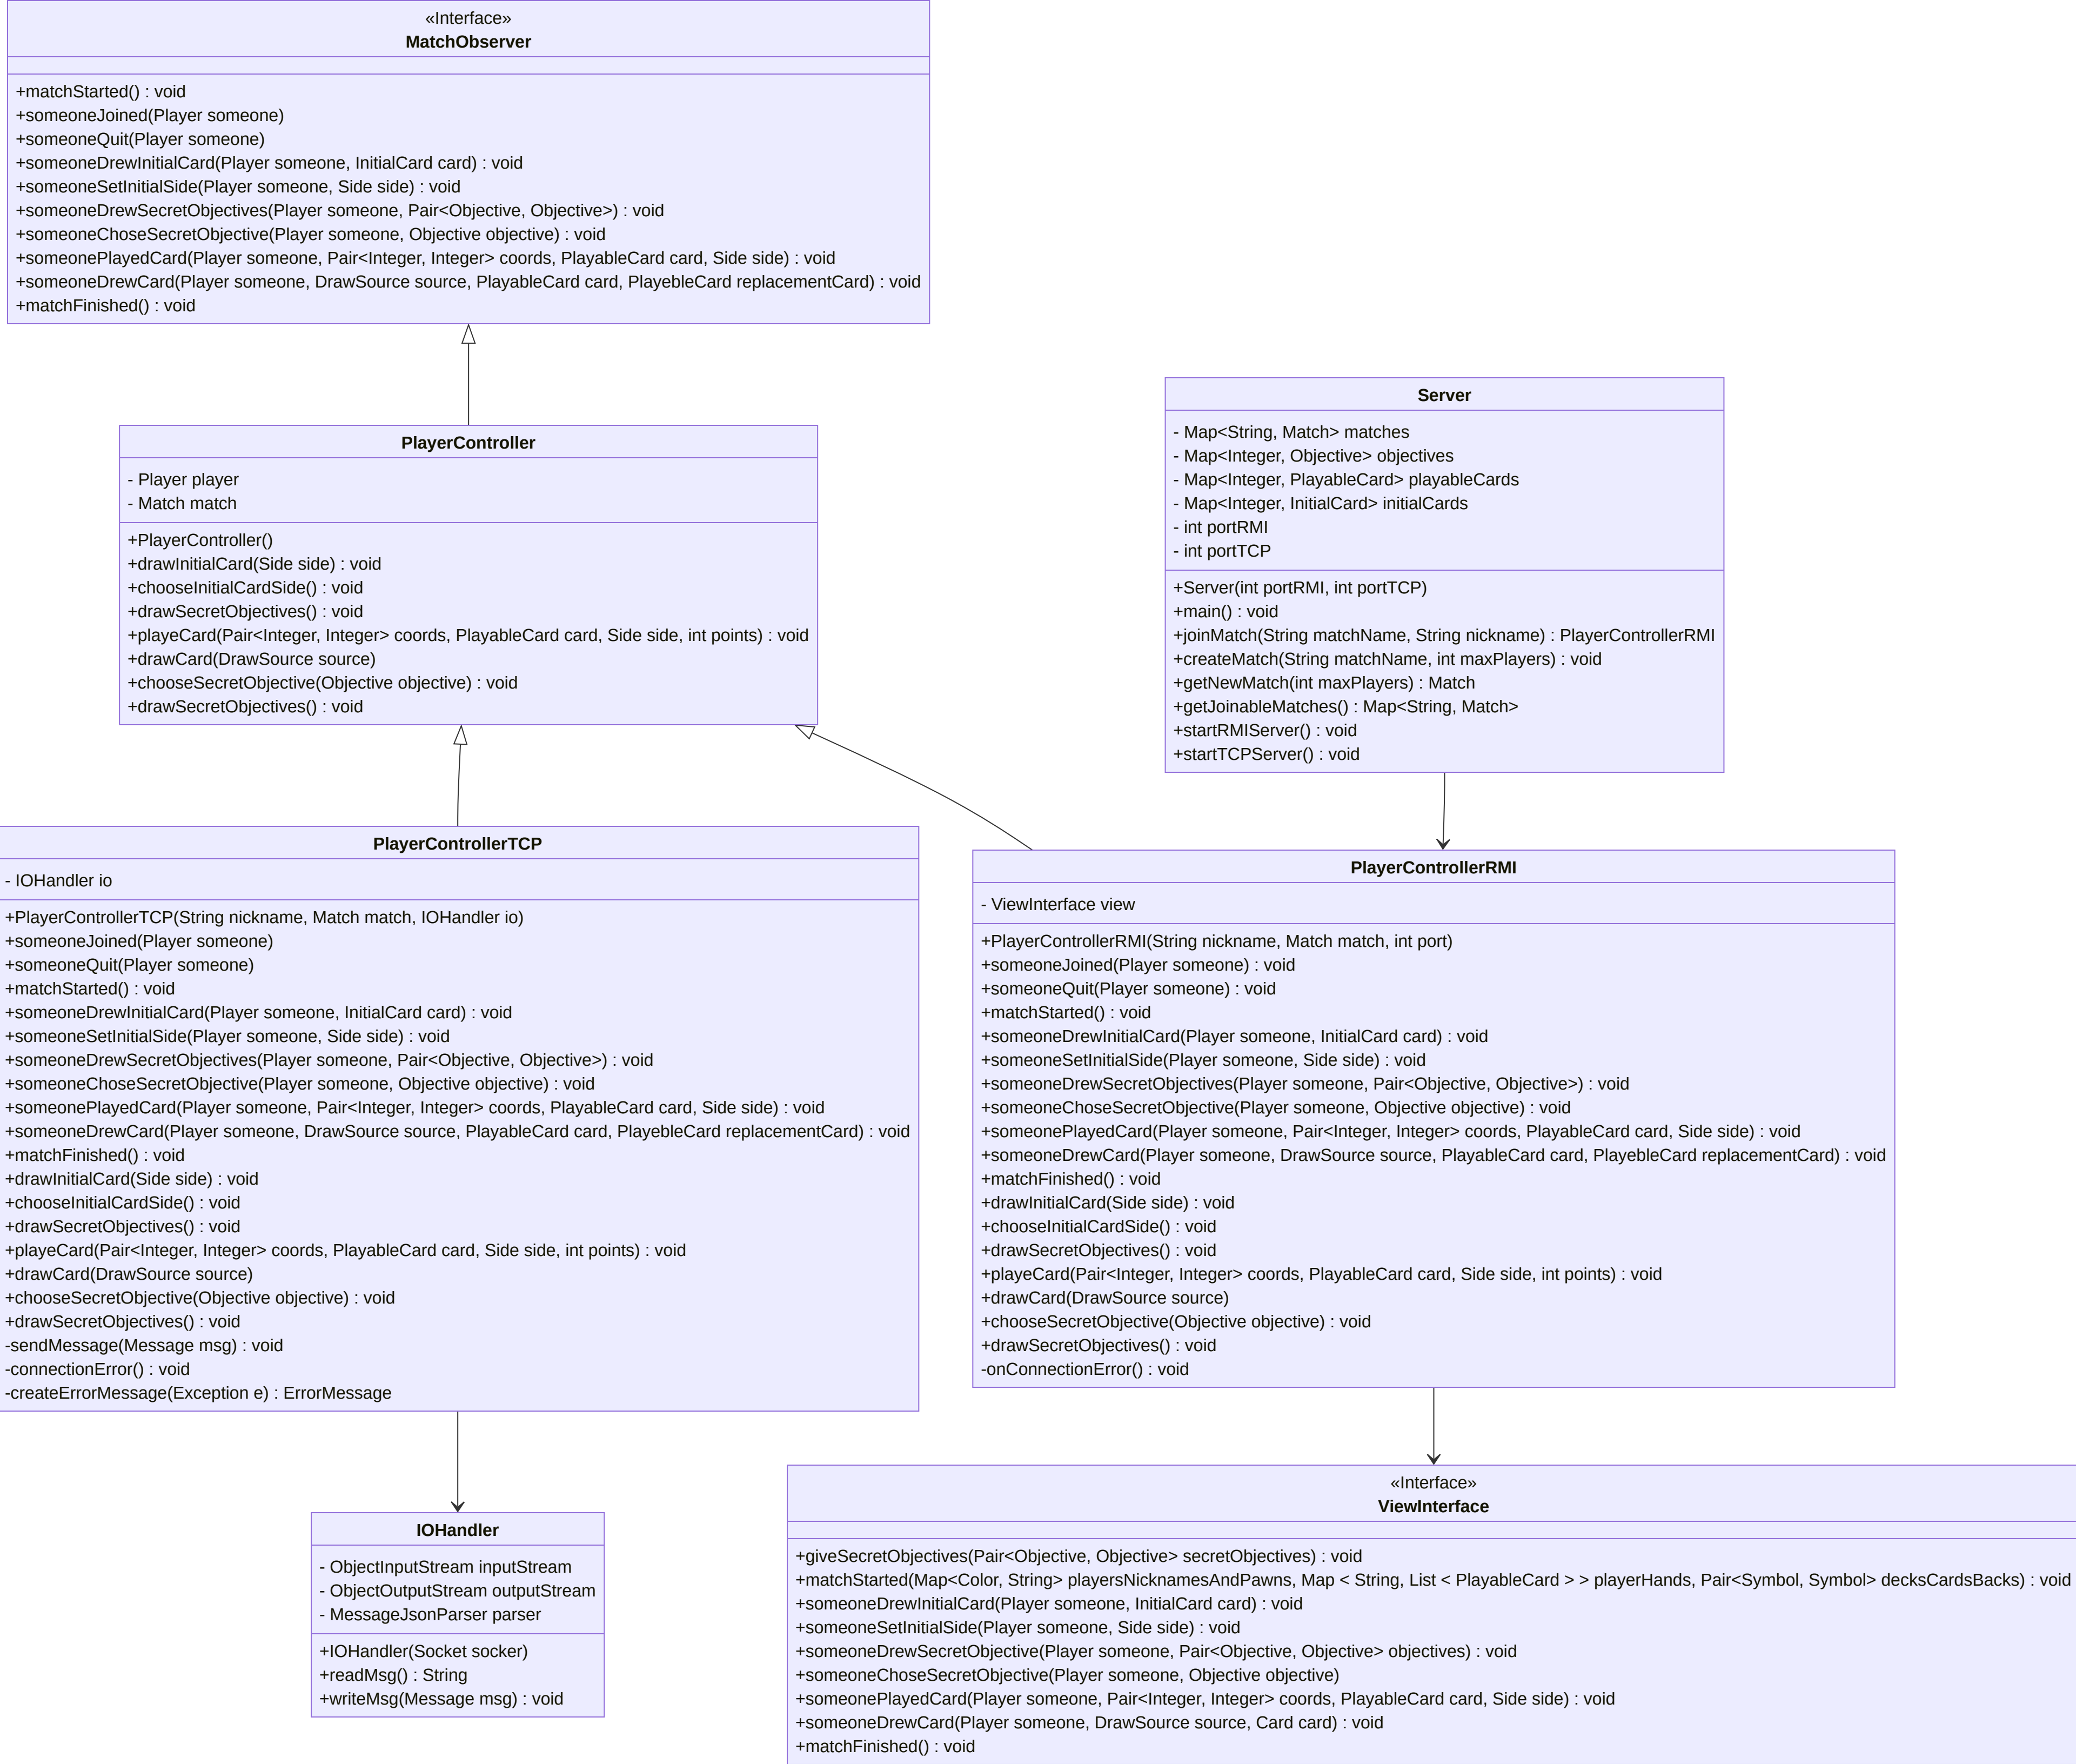 «Interface»
MatchObserver
+matchStarted() : void
+someoneJoined(Player someone)
+someoneQuit(Player someone)
+someoneDrewInitialCard(Player someone, InitialCard card) : void
+someoneSetInitialSide(Player someone, Side side) : void
+someoneDrewSecretObjectives(Player someone, Pair<Objective, Objective>) : void
+someoneChoseSecretObjective(Player someone, Objective objective) : void
+someonePlayedCard(Player someone, Pair<Integer, Integer> coords, PlayableCard card, Side side) : void
+someoneDrewCard(Player someone, DrawSource source, PlayableCard card, PlayebleCard replacementCard) : void
+matchFinished() : void
PlayerController
- Player player
- Match match
+PlayerController()
+drawInitialCard(Side side) : void
+chooseInitialCardSide() : void
+drawSecretObjectives() : void
+playeCard(Pair<Integer, Integer> coords, PlayableCard card, Side side, int points) : void
+drawCard(DrawSource source)
+chooseSecretObjective(Objective objective) : void
+drawSecretObjectives() : void
Server
- Map<String, Match> matches
- Map<Integer, Objective> objectives
- Map<Integer, PlayableCard> playableCards
- Map<Integer, InitialCard> initialCards
- int portRMI
- int portTCP
+Server(int portRMI, int portTCP)
+main() : void
+joinMatch(String matchName, String nickname) : PlayerControllerRMI
+createMatch(String matchName, int maxPlayers) : void
+getNewMatch(int maxPlayers) : Match
+getJoinableMatches() : Map<String, Match>
+startRMIServer() : void
+startTCPServer() : void
PlayerControllerTCP
- IOHandler io
+PlayerControllerTCP(String nickname, Match match, IOHandler io)
+someoneJoined(Player someone)
+someoneQuit(Player someone)
+matchStarted() : void
+someoneDrewInitialCard(Player someone, InitialCard card) : void
+someoneSetInitialSide(Player someone, Side side) : void
+someoneDrewSecretObjectives(Player someone, Pair<Objective, Objective>) : void
+someoneChoseSecretObjective(Player someone, Objective objective) : void
+someonePlayedCard(Player someone, Pair<Integer, Integer> coords, PlayableCard card, Side side) : void
+someoneDrewCard(Player someone, DrawSource source, PlayableCard card, PlayebleCard replacementCard) : void
+matchFinished() : void
+drawInitialCard(Side side) : void
+chooseInitialCardSide() : void
+drawSecretObjectives() : void
+playeCard(Pair<Integer, Integer> coords, PlayableCard card, Side side, int points) : void
+drawCard(DrawSource source)
+chooseSecretObjective(Objective objective) : void
+drawSecretObjectives() : void
-sendMessage(Message msg) : void
-connectionError() : void
-createErrorMessage(Exception e) : ErrorMessage
PlayerControllerRMI
- ViewInterface view
+PlayerControllerRMI(String nickname, Match match, int port)
+someoneJoined(Player someone) : void
+someoneQuit(Player someone) : void
+matchStarted() : void
+someoneDrewInitialCard(Player someone, InitialCard card) : void
+someoneSetInitialSide(Player someone, Side side) : void
+someoneDrewSecretObjectives(Player someone, Pair<Objective, Objective>) : void
+someoneChoseSecretObjective(Player someone, Objective objective) : void
+someonePlayedCard(Player someone, Pair<Integer, Integer> coords, PlayableCard card, Side side) : void
+someoneDrewCard(Player someone, DrawSource source, PlayableCard card, PlayebleCard replacementCard) : void
+matchFinished() : void
+drawInitialCard(Side side) : void
+chooseInitialCardSide() : void
+drawSecretObjectives() : void
+playeCard(Pair<Integer, Integer> coords, PlayableCard card, Side side, int points) : void
+drawCard(DrawSource source)
+chooseSecretObjective(Objective objective) : void
+drawSecretObjectives() : void
-onConnectionError() : void
IOHandler
- ObjectInputStream inputStream
- ObjectOutputStream outputStream
- MessageJsonParser parser
+IOHandler(Socket socker)
+readMsg() : String
+writeMsg(Message msg) : void
«Interface»
ViewInterface
+giveSecretObjectives(Pair<Objective, Objective> secretObjectives) : void
+matchStarted(Map<Color, String> playersNicknamesAndPawns, Map < String, List < PlayableCard > > playerHands, Pair<Symbol, Symbol> decksCardsBacks) : void
+someoneDrewInitialCard(Player someone, InitialCard card) : void
+someoneSetInitialSide(Player someone, Side side) : void
+someoneDrewSecretObjective(Player someone, Pair<Objective, Objective> objectives) : void
+someoneChoseSecretObjective(Player someone, Objective objective)
+someonePlayedCard(Player someone, Pair<Integer, Integer> coords, PlayableCard card, Side side) : void
+someoneDrewCard(Player someone, DrawSource source, Card card) : void
+matchFinished() : void